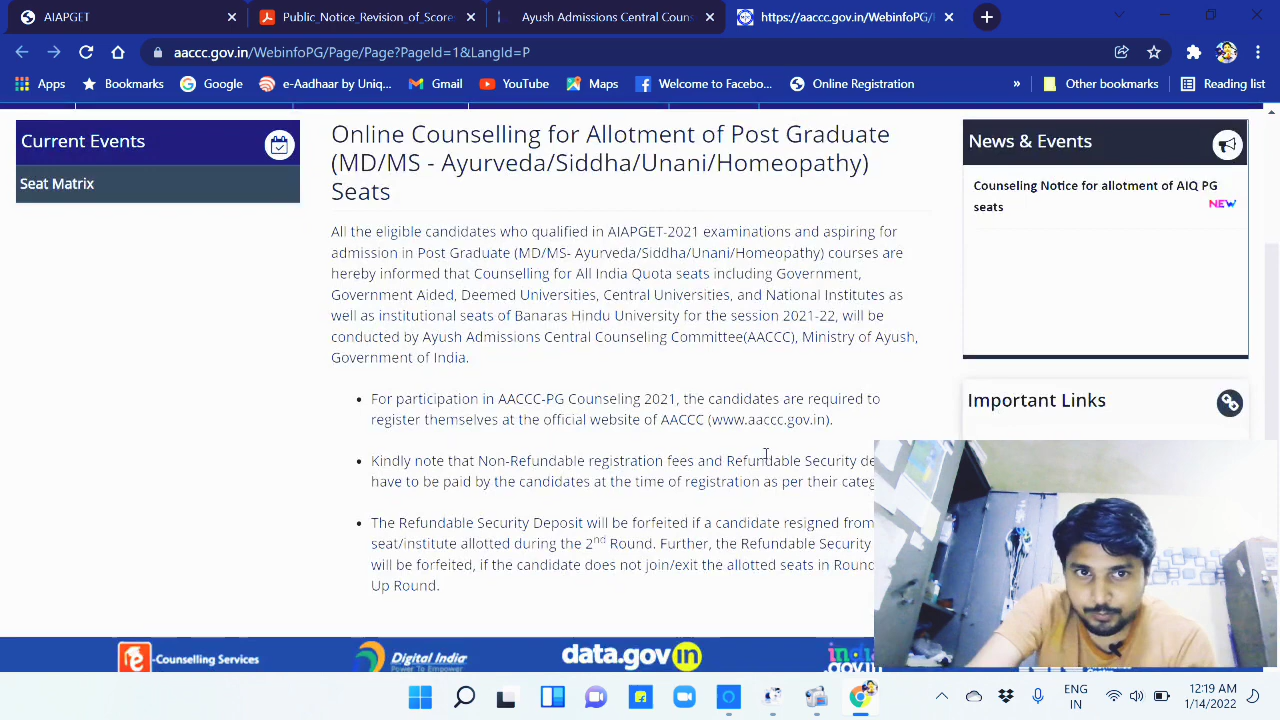 AIAPGET
Public_Notice_Revision_of_Score
Ayush Admissions Central Couns
https://aaccc.gov.in/WebinfoPG/
aaccc.gov.in/WebinfoPG/Page/Page?PageId=1&LangId=P
Apps
Bookmarks
Google
e-Aadhaar by Uniq...
Gmail
YouTube
Maps
Welcome to Facebo...
Online Registration
»
Other bookmarks
Reading list
Current Events
Seat Matrix
Online Counselling for Allotment of Post Graduate
(MD/MS - Ayurveda/Siddha/Unani/Homeopathy)
Seats
All the eligible candidates who qualified in AIAPGET-2021 examinations and aspiring for
admission in Post Graduate (MD/MS- Ayurveda/Siddha/Unani/Homeopathy) courses are
hereby informed that Counselling for All India Quota seats including Government,
Government Aided, Deemed Universities, Central Universities, and National Institutes as
well as institutional seats of Banaras Hindu University for the session 2021-22, will be
conducted by Ayush Admissions Central Counseling Committee(AACCC), Ministry of Ayush,
Government of India.
• For participation in AACCC-PG Counseling 2021, the candidates are required to
register themselves at the official website of AACCC (www.aaccc.gov.in).
• Kindly note that Non-Refundable registration fees and Refundable Security de
have to be paid by the candidates at the time of registration as per their categ
• The Refundable Security Deposit will be forfeited if a candidate resigned from
seat/institute allotted during the 2nd Round. Further, the Refundable Security
will be forfeited, if the candidate does not join/exit the allotted seats in Round
Up Round.
News & Events
Counseling Notice for allotment of AIQ PG
seats
NEW
Important Links
e-Counselling Services
Digital India
Power To Empower
data.gov in
india
gov.in
ENG
IN
12:19 AM
1/14/2022